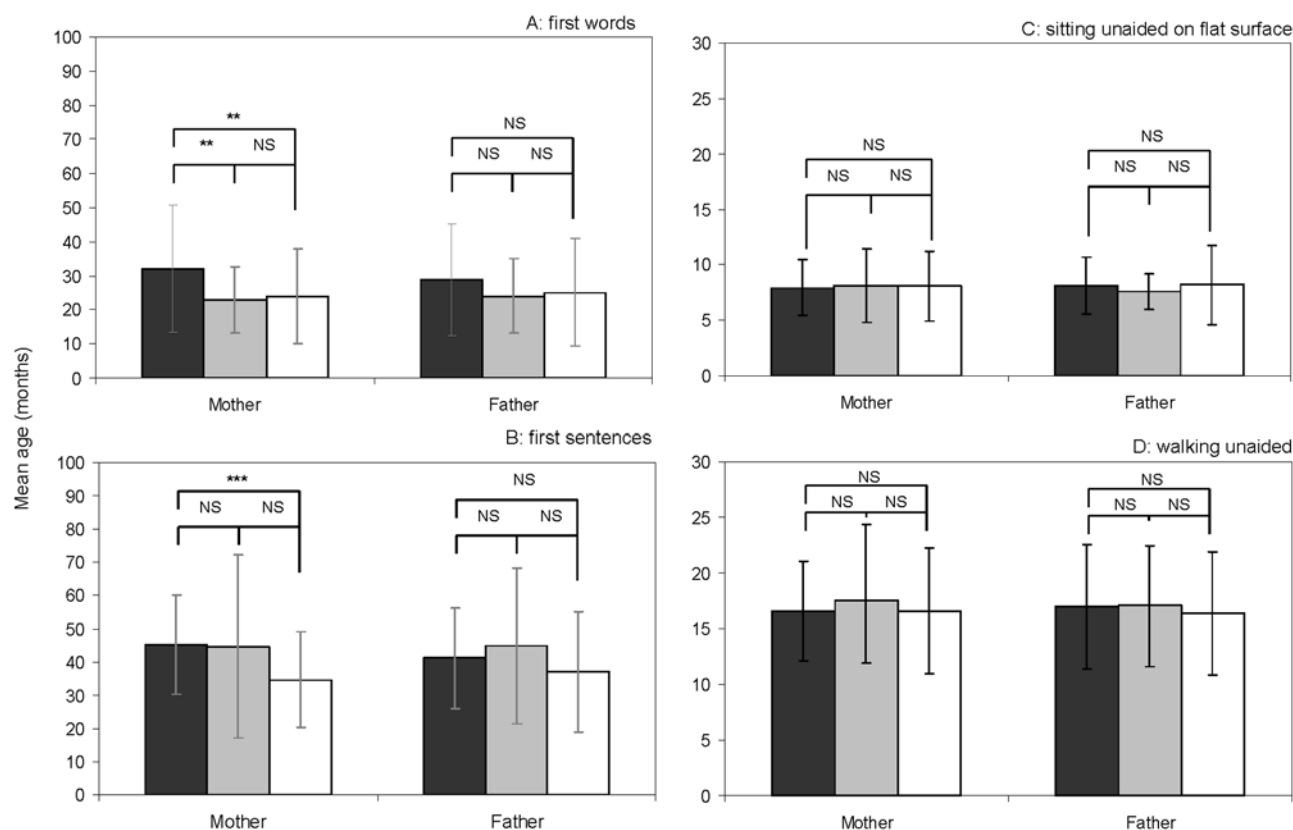 A: first words
100
90
80
70
60
50
40
30
20
10
0
**
** NS
NS
NS NS
Mother Father
C: sitting unaided on flat surface
30
25
20
15
10
5
0
NS
NS NS
NS
NS NS
Mother Father
Mean age (months)
B: first sentences
100
90
80
70
60
50
40
30
20
10
0
***
NS NS
NS
NS NS
Mother Father
D: walking unaided
30
25
20
15
10
5
0
NS
NS NS
NS
NS NS
Mother Father